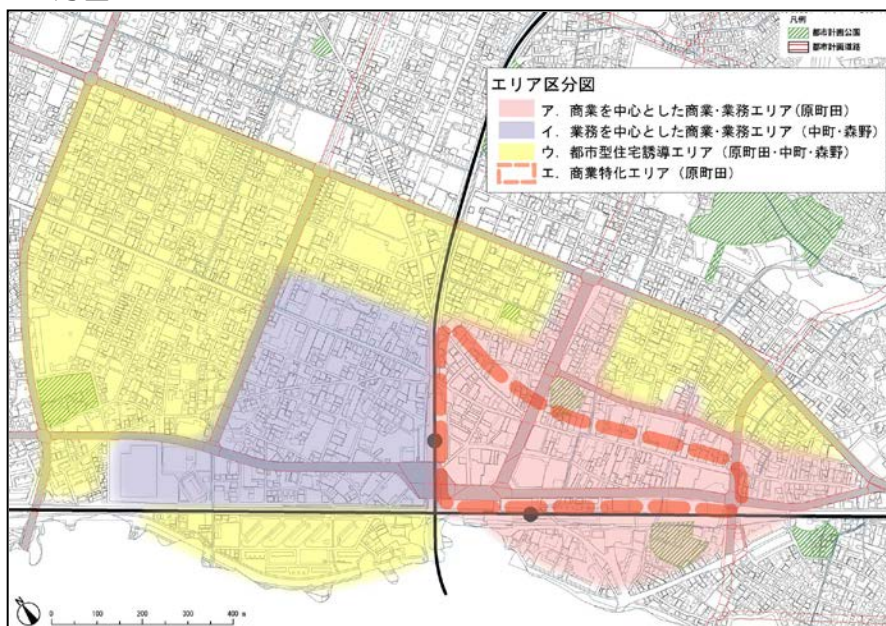 凡例
都市計画公園
都市計画道路
エリア区分図
ア．商業を中心とした商業・業務エリア(原町田)
イ．業務を中心とした商業・業務エリア（中町・森野）
ウ．都市型住宅誘導エリア（原町田・中町・森野）
エ．商業特化エリア（原町田）
0 100 200 300 400 m